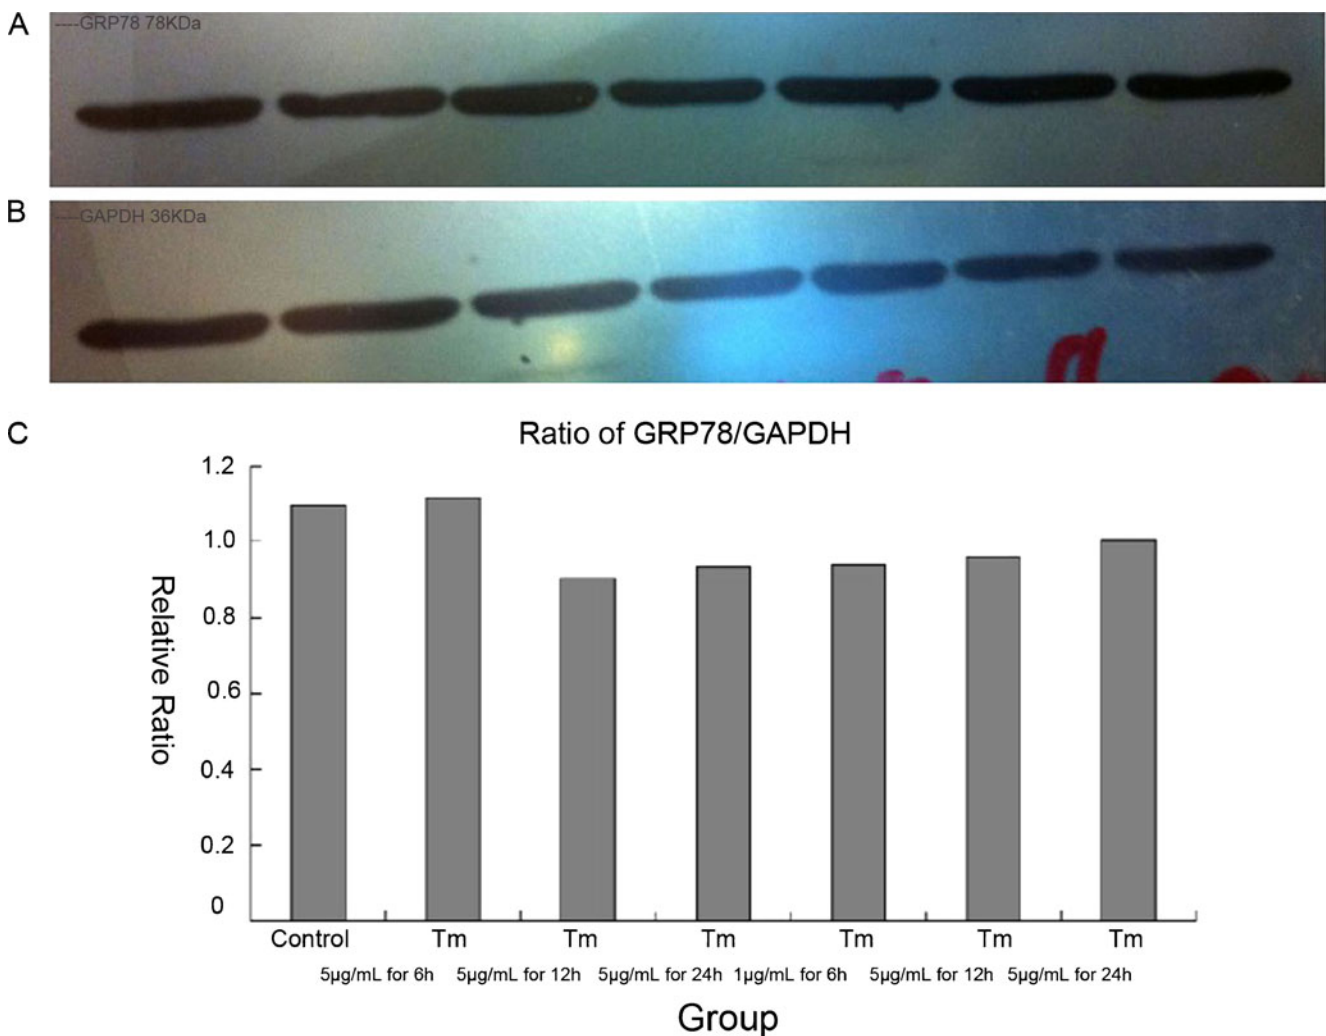 A
----GRP78 78KDa
B
----GAPDH 36KDa
C
Ratio of GRP78/GAPDH
1.2
1.0
0.8
0.6
0.4
0.2
0
Relative Ratio
Control Tm Tm Tm Tm Tm Tm
5µg/mL for 6h 5µg/mL for 12h 5µg/mL for 24h 1µg/mL for 6h 5µg/mL for 12h 5µg/mL for 24h
Group